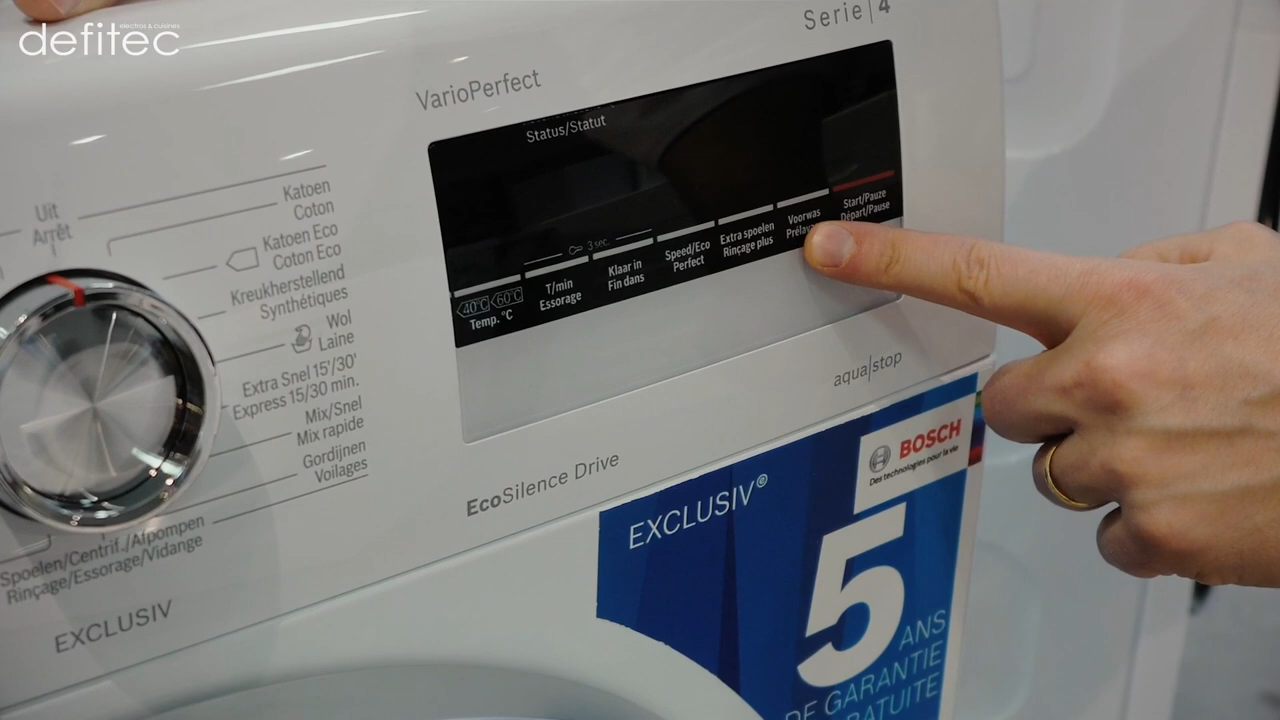 defitec
electros & cuisines
Serie | 4
VarioPerfect
Status/Statut
Uit
Arrêt
Katoen
Coton
Katoen Eco
Coton Eco
Kreukherstellend
Synthétiques
Wol
Laine
Extra Snel 15'/30'
Express 15/30 min.
Mix/Snel
Mix rapide
Gordijnen
Voilages
Spoelen/Centrif./Afpompen
Rinçage/Essorage/Vidange
EXCLUSIV
3 sec.
40°C 60°C
Temp. °C
T/min
Essorage
Klaar in
Fin dans
Speed/Eco
Perfect
Extra spoelen
Rinçage plus
Voorwas
Start/Pauze
Départ/Pause
aqua|stop
EcoSilence Drive
BOSCH
Des technologies pour la vie
EXCLUSIV
5
ANS
DE GARANTIE